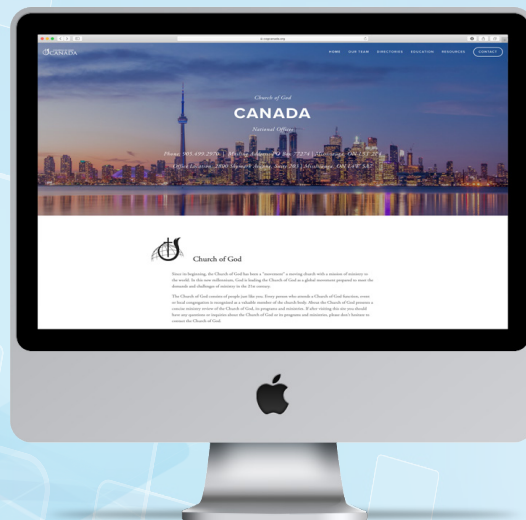 CANADA
HOME OUR TEAM DIRECTORIES EDUCATION RESOURCES CONTACT
Church of God
CANADA
National Offices
Church of God
Since its beginning, the Church of God has been a "movement" a moving church with a mission of ministry to
the world. In this new millennium, God is leading the Church of God as a global movement prepared to meet the
demands and challenges of ministry in the 21st century.
The Church of God consists of people just like you. Every person who attends a Church of God function, event
or local congregation is recognized as a valuable member of the church body. About the Church of God presents a
concise ministry review of the Church of God, its programs and ministries. If after visiting this site you should
have any questions or inquiries about the Church of God or its programs and ministries, please don't hesitate to
contact the Church of God.